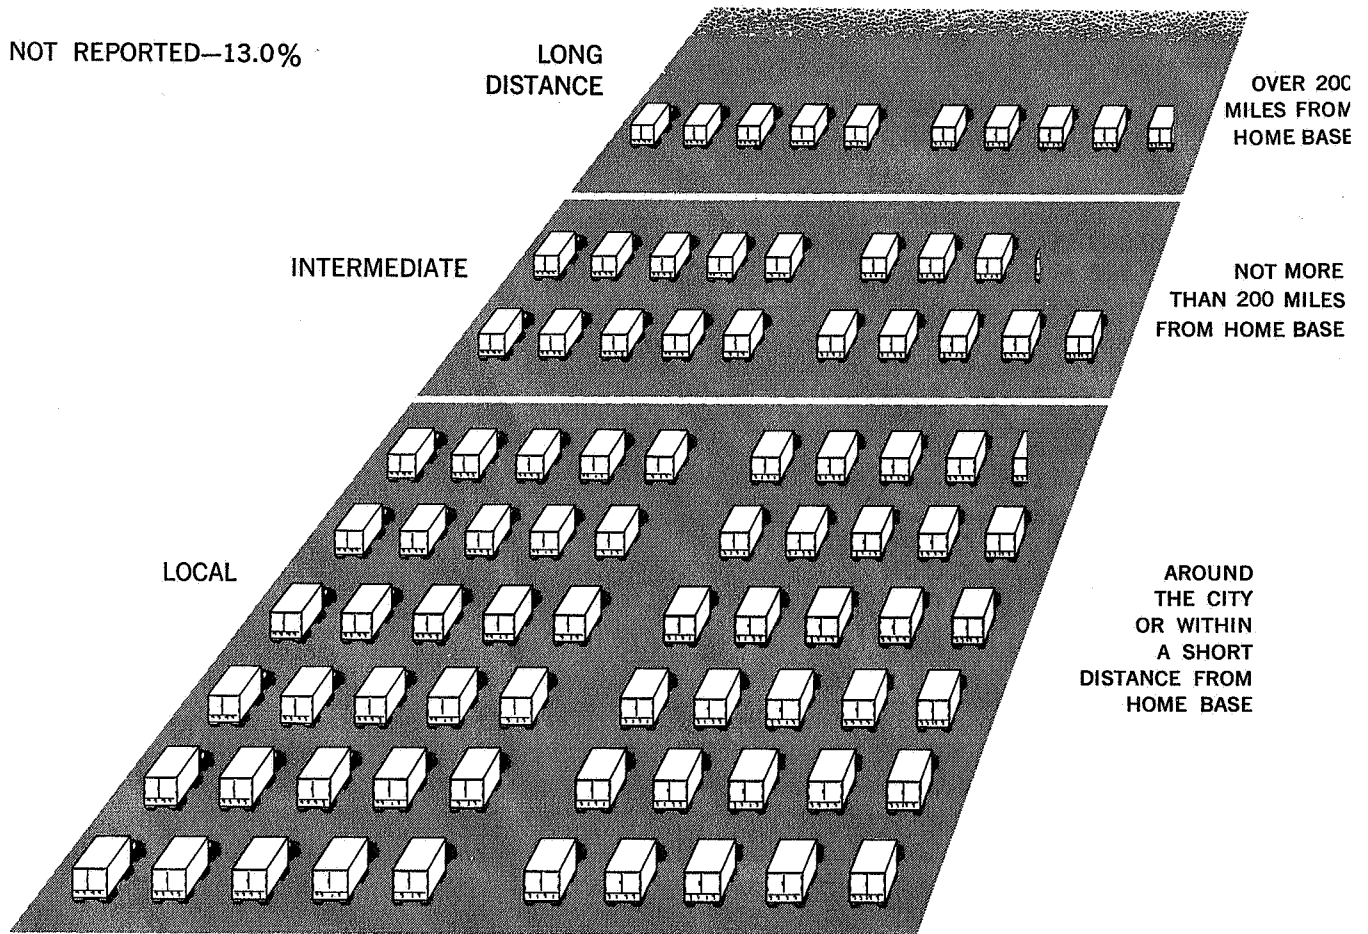 NOT REPORTED—13.0%
LONG
DISTANCE
OVER 200
MILES FROM
HOME BASE
INTERMEDIATE
NOT MORE
THAN 200 MILES
FROM HOME BASE
LOCAL
AROUND
THE CITY
OR WITHIN
A SHORT
DISTANCE FROM
HOME BASE